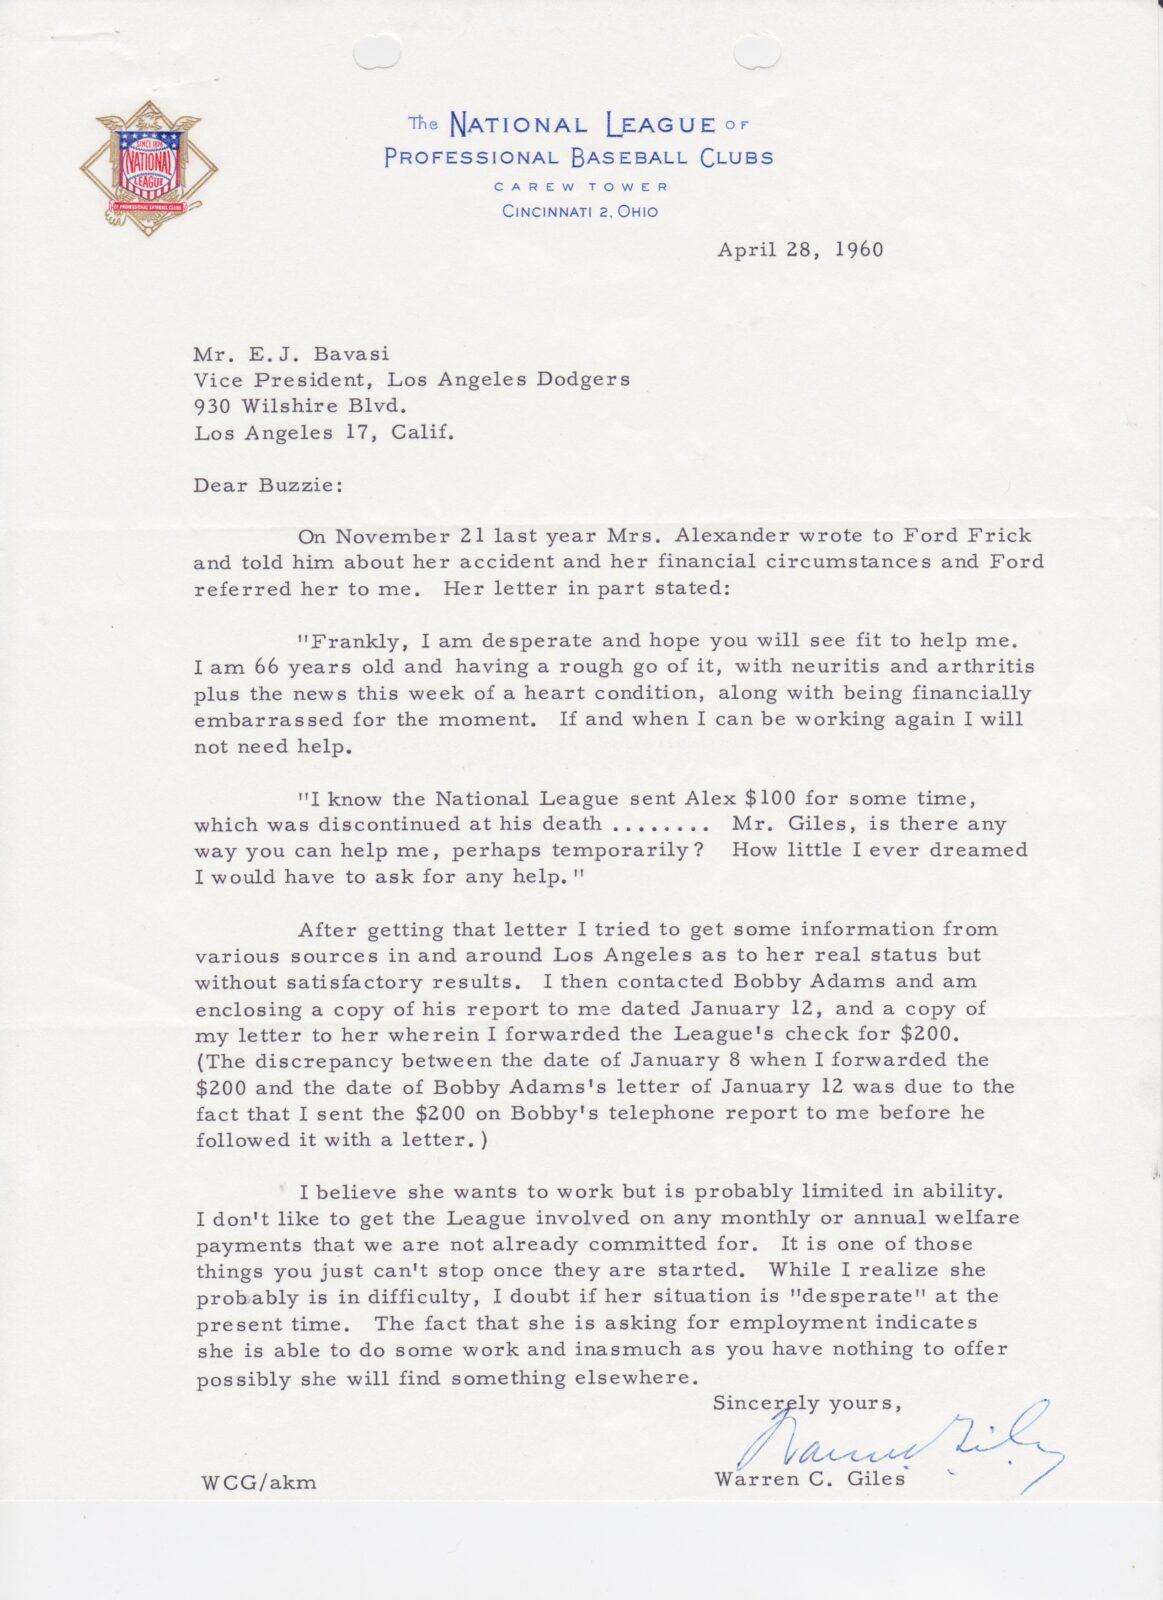 SINCE 1876
NATIONAL
LEAGUE
OF PROFESSIONAL BASEBALL CLUBS
The NATIONAL LEAGUE OF
PROFESSIONAL BASEBALL CLUBS
CAREW TOWER
CINCINNATI 2, OHIO
April 28, 1960
Mr. E.J. Bavasi
Vice President, Los Angeles Dodgers
930 Wilshire Blvd.
Los Angeles 17, Calif.
Dear Buzzie:
On November 21 last year Mrs. Alexander wrote to Ford Frick
and told him about her accident and her financial circumstances and Ford
referred her to me. Her letter in part stated:
"Frankly, I am desperate and hope you will see fit to help me.
I am 66 years old and having a rough go of it, with neuritis and arthritis
plus the news this week of a heart condition, along with being financially
embarrassed for the moment. If and when I can be working again I will
not need help.
"I know the National League sent Alex $100 for some time,
which was discontinued at his death ........ Mr. Giles, is there any
way you can help me, perhaps temporarily? How little I ever dreamed
I would have to ask for any help."
After getting that letter I tried to get some information from
various sources in and around Los Angeles as to her real status but
without satisfactory results. I then contacted Bobby Adams and am
enclosing a copy of his report to me dated January 12, and a copy of
my letter to her wherein I forwarded the League's check for $200.
(The discrepancy between the date of January 8 when I forwarded the
$200 and the date of Bobby Adams's letter of January 12 was due to the
fact that I sent the $200 on Bobby's telephone report to me before he
followed it with a letter.)
I believe she wants to work but is probably limited in ability.
I don't like to get the League involved on any monthly or annual welfare
payments that we are not already committed for. It is one of those
things you just can't stop once they are started. While I realize she
probably is in difficulty, I doubt if her situation is "desperate" at the
present time. The fact that she is asking for employment indicates
she is able to do some work and inasmuch as you have nothing to offer
possibly she will find something elsewhere.
Sincerely yours,
Warren Giles
WCG/akm
Warren C. Giles